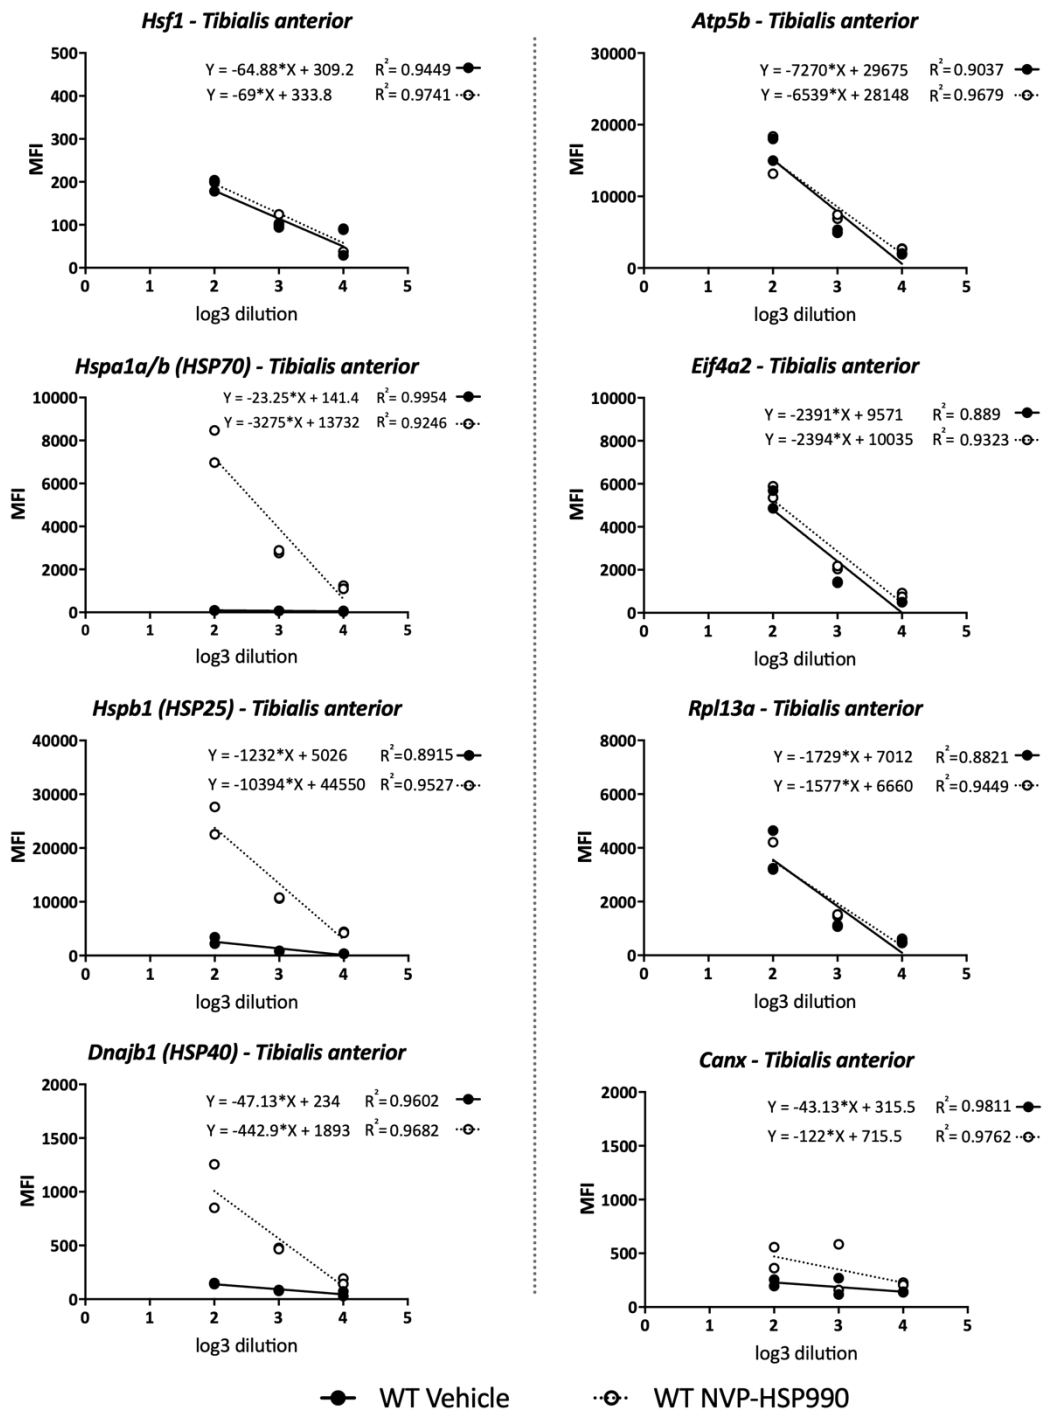 Hsf1 - Tibialis anterior
500
400
300
200
100
0
MFI
Y = -64.88*X + 309.2 R²= 0.9449
Y = -69*X + 333.8 R²= 0.9741
0 1 2 3 4 5
log3 dilution
Hspa1a/b (HSP70) - Tibialis anterior
10000
8000
6000
4000
2000
0
MFI
Y = -23.25*X + 141.4 R²= 0.9954
Y = -3275*X + 13732 R²= 0.9246
0 1 2 3 4 5
log3 dilution
Hspb1 (HSP25) - Tibialis anterior
40000
30000
20000
10000
0
MFI
Y = -1232*X + 5026 R²= 0.8915
Y = -10394*X + 44550 R²=0.9527
0 1 2 3 4 5
log3 dilution
Dnajb1 (HSP40) - Tibialis anterior
2000
1500
1000
500
0
MFI
Y = -47.13*X + 234 R²= 0.9602
Y = -442.9*X + 1893 R²= 0.9682
0 1 2 3 4 5
log3 dilution
Atp5b - Tibialis anterior
30000
20000
10000
0
MFI
Y = -7270*X + 29675 R²= 0.9037
Y = -6539*X + 28148 R²= 0.9679
0 1 2 3 4 5
log3 dilution
Eif4a2 - Tibialis anterior
10000
8000
6000
4000
2000
0
MFI
Y = -2391*X + 9571 R²= 0.889
Y = -2394*X + 10035 R²= 0.9323
0 1 2 3 4 5
log3 dilution
Rpl13a - Tibialis anterior
8000
6000
4000
2000
0
MFI
Y = -1729*X + 7012 R²= 0.8821
Y = -1577*X + 6660 R²= 0.9449
0 1 2 3 4 5
log3 dilution
Canx - Tibialis anterior
2000
1500
1000
500
0
MFI
Y = -43.13*X + 315.5 R²= 0.9811
Y = -122*X + 715.5 R²= 0.9762
0 1 2 3 4 5
log3 dilution
WT Vehicle WT NVP-HSP990